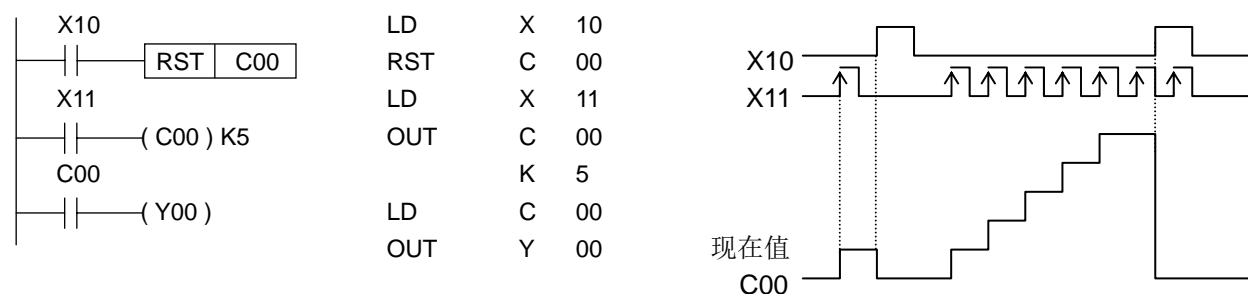 X10
RST C00
X11
( C00 ) K5
C00
( Y00 )
LD X 10
RST C 00
LD X 11
OUT C 00
K 5
LD C 00
OUT Y 00
X10
X11
现在值
C00